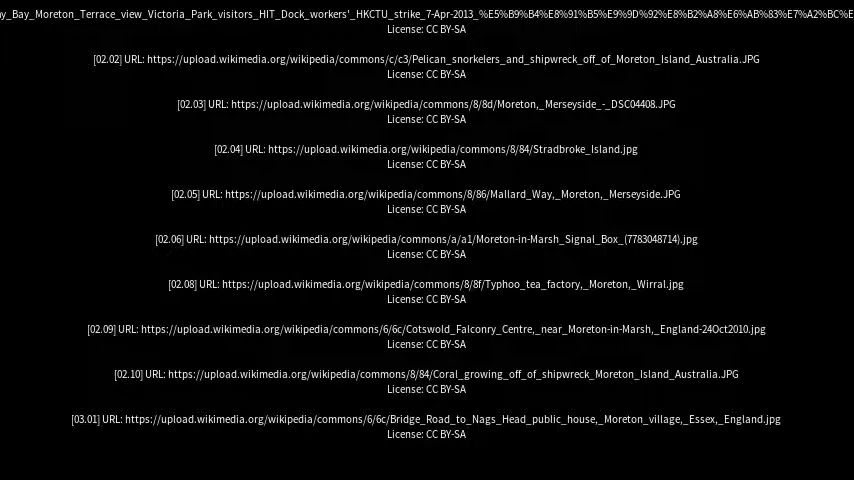 y_Bay_Moreton_Terrace_view_Victoria_Park_visitors_HIT_Dock_workers'_HKCTU_strike_7-Apr-2013_%E5%B9%B4%E8%91%B5%E9%9D%92%E8%B2%A8%E6%AB%83%E7%A2%BC%E
License: CC BY-SA
[02.02] URL: https://upload.wikimedia.org/wikipedia/commons/c/c3/Pelican_snorkelers_and_shipwreck_off_of_Moreton_Island_Australia.JPG
License: CC BY-SA
[02.03] URL: https://upload.wikimedia.org/wikipedia/commons/8/8d/Moreton,_Merseyside_-_DSC04408.JPG
License: CC BY-SA
[02.04] URL: https://upload.wikimedia.org/wikipedia/commons/8/84/Stradbroke_Island.jpg
License: CC BY-SA
[02.05] URL: https://upload.wikimedia.org/wikipedia/commons/8/86/Mallard_Way,_Moreton,_Merseyside.JPG
License: CC BY-SA
[02.06] URL: https://upload.wikimedia.org/wikipedia/commons/a/a1/Moreton-in-Marsh_Signal_Box_(7783048714).jpg
License: CC BY-SA
[02.08] URL: https://upload.wikimedia.org/wikipedia/commons/8/8f/Typhoo_tea_factory,_Moreton,_Wirral.jpg
License: CC BY-SA
[02.09] URL: https://upload.wikimedia.org/wikipedia/commons/6/6c/Cotswold_Falconry_Centre,_near_Moreton-in-Marsh,_England-24Oct2010.jpg
License: CC BY-SA
[02.10] URL: https://upload.wikimedia.org/wikipedia/commons/8/84/Coral_growing_off_of_shipwreck_Moreton_Island_Australia.JPG
License: CC BY-SA
[03.01] URL: https://upload.wikimedia.org/wikipedia/commons/6/6c/Bridge_Road_to_Nags_Head_public_house,_Moreton_village,_Essex,_England.jpg
License: CC BY-SA